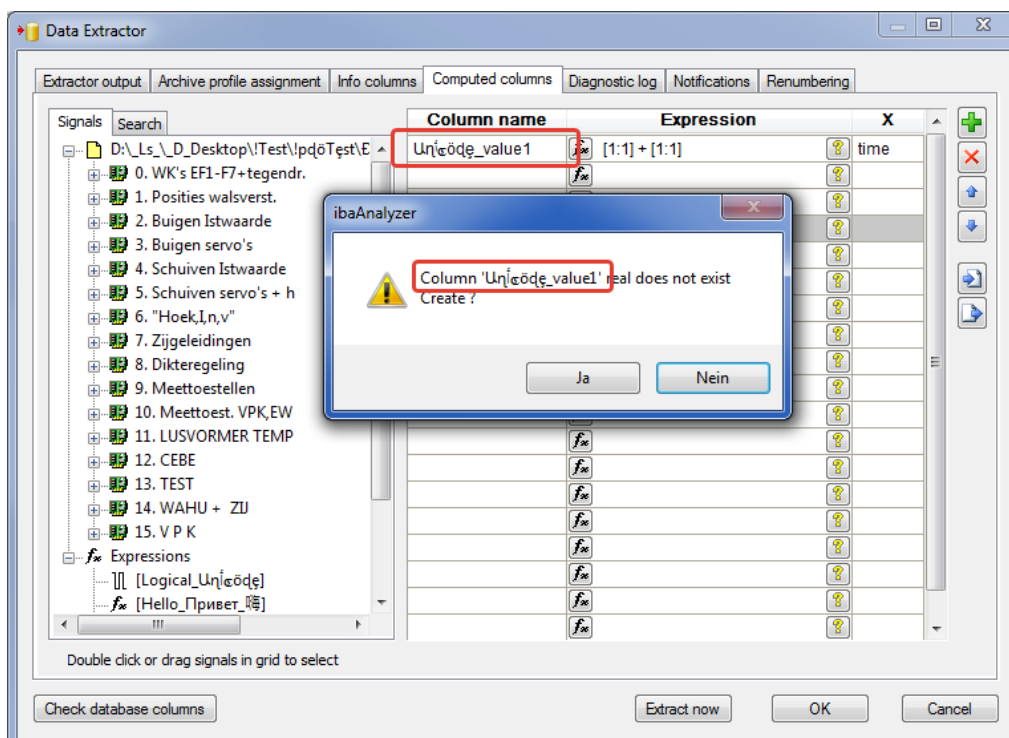 Data Extractor
Extractor output
Archive profile assignment
Info columns
Computed columns
Diagnostic log
Notifications
Renumbering
Signals
Search
D:\_Ls_\_D_Desktop\!Test\!pɖöTęst\£
0. WK's EF1-F7+tegendr.
1. Posities walsverst.
2. Buigen Istwaarde
3. Buigen servo's
4. Schuiven Istwaarde
5. Schuiven servo's + h
6. "Hoek,I,n,v"
7. Zijgeleidingen
8. Dikteregeling
9. Meettoestellen
10. Meettoest. VPK,EW
11. LUSVORMER TEMP
12. CEBE
13. TEST
14. WAHU + ZIJ
15. V P K
Expressions
[Hello_Привет_嗨]
Column name
Expression
X
[1:1] + [1:1]
time
ibaAnalyzer
real does not exist
Create ?
Ja
Nein
Double click or drag signals in grid to select
Check database columns
Extract now
OK
Cancel